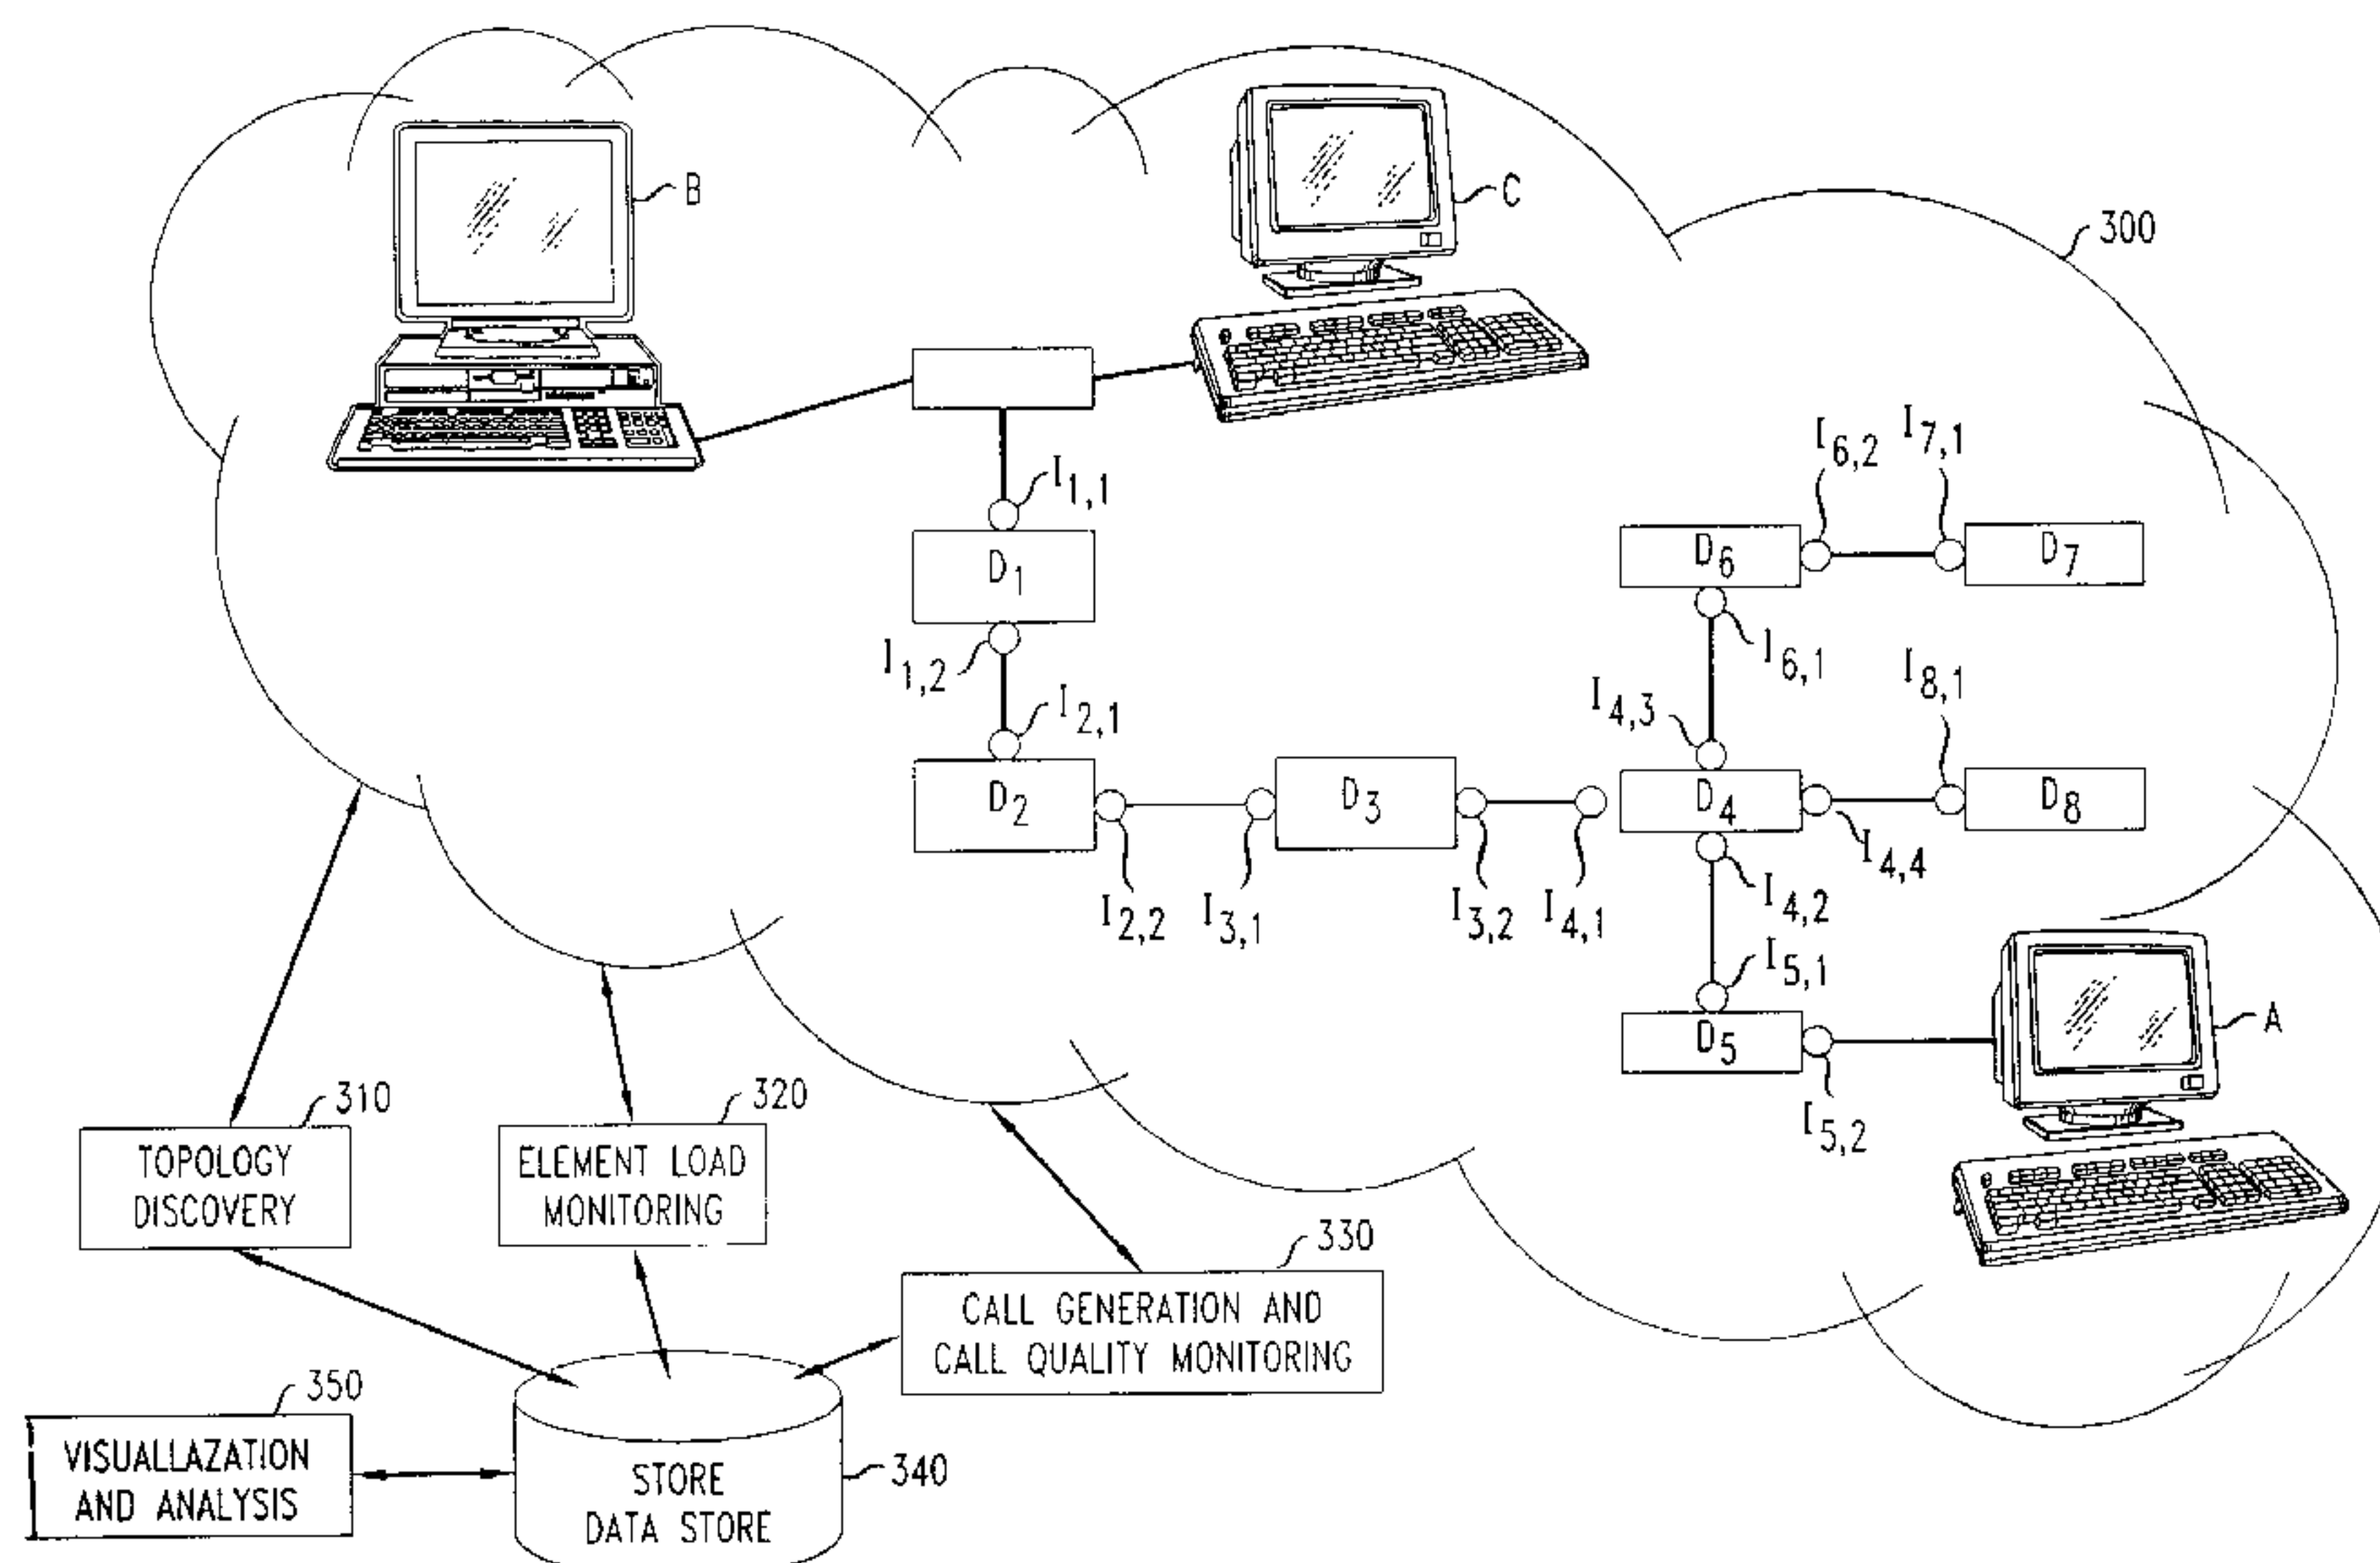 B
C
300
I6,2
I7,1
I1,1
D1
D6
D7
I1,2
I6,1
I8,1
I2,1
I4,3
D2
D3
D4
D8
I4,4
I2,2
I3,1
I3,2
I4,1
I4,2
I5,1
D5
A
I5,2
310
320
TOPOLOGY
DISCOVERY
ELEMENT LOAD
MONITORING
330
CALL GENERATION AND
CALL QUALITY MONITORING
350
VISUALLAZATION
AND ANALYSIS
340
STORE
DATA STORE